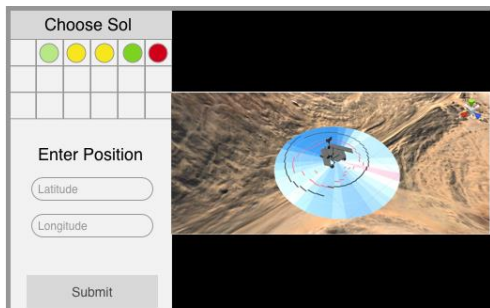 Choose Sol
Enter Position
Latitude
Longitude
Submit